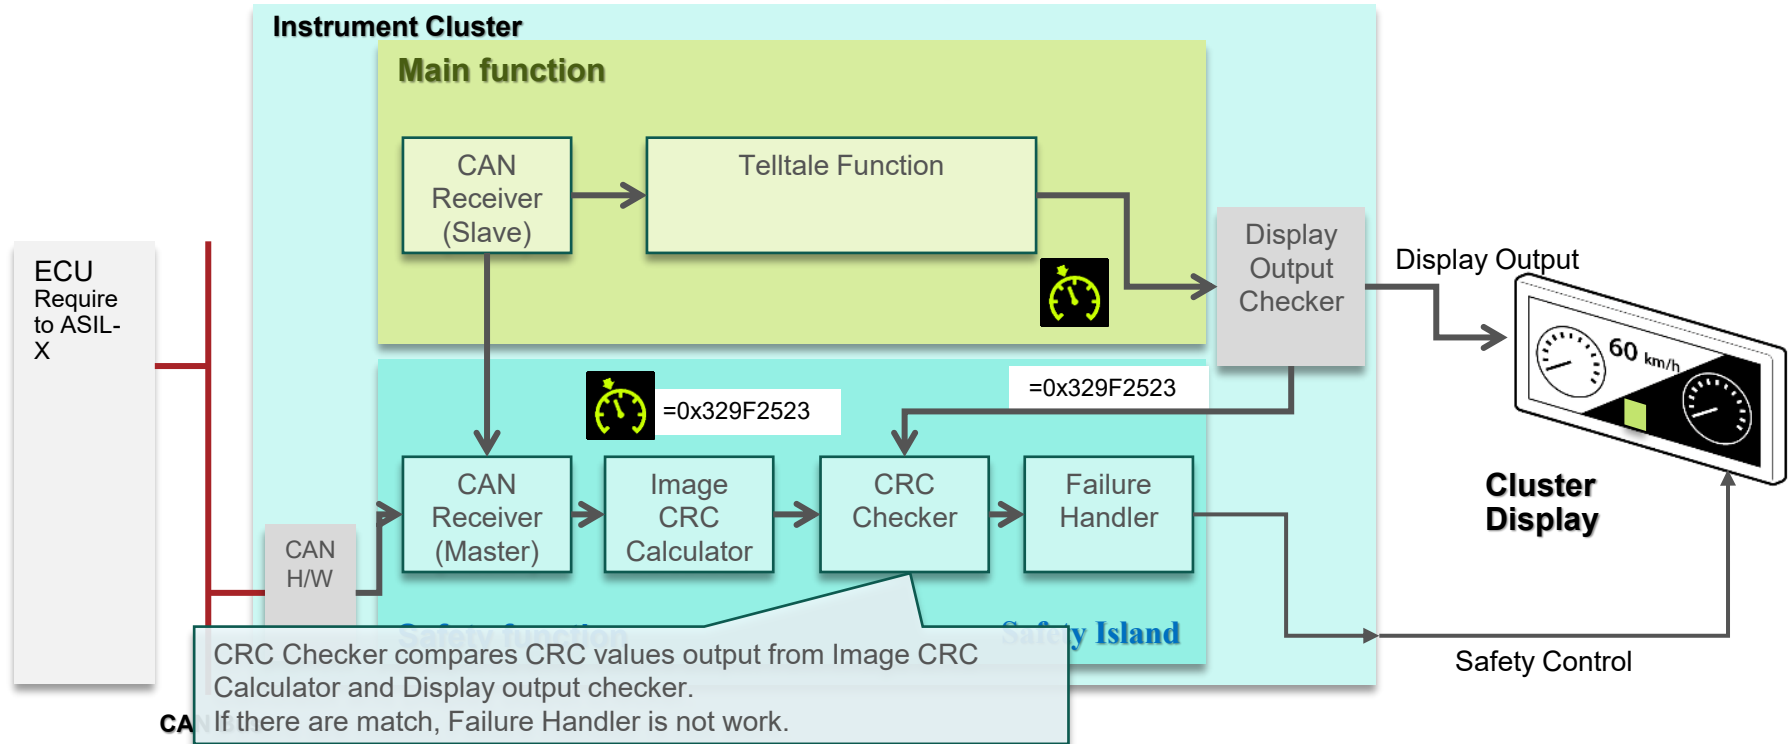 Instrument Cluster
Main function
CAN
Receiver
(Slave)
Telltale Function
Display
Output
Checker
Display Output
ECU
Require
to ASIL-
X
60 km/h
=0x329F2523
=0x329F2523
CAN
Receiver
(Master)
Image
CRC
Calculator
CRC
Checker
Failure
Handler
Cluster
Display
CAN
H/W
Safety function
Safety Island
Safety Control
CRC Checker compares CRC values output from Image CRC
Calculator and Display output checker.
If there are match, Failure Handler is not work.
CAN